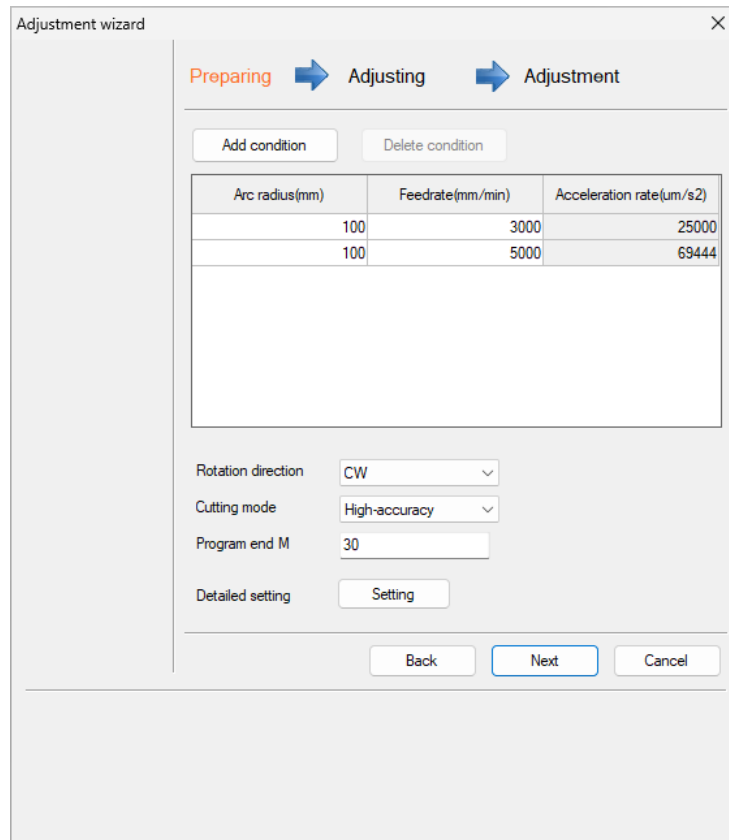 Adjustment wizard
Preparing Adjusting Adjustment
Add condition Delete condition
Arc radius(mm) Feedrate(mm/min) Acceleration rate(um/s2)
100 3000 25000
100 5000 69444
Rotation direction CW
Cutting mode High-accuracy
Program end M 30
Detailed setting Setting
Back Next Cancel